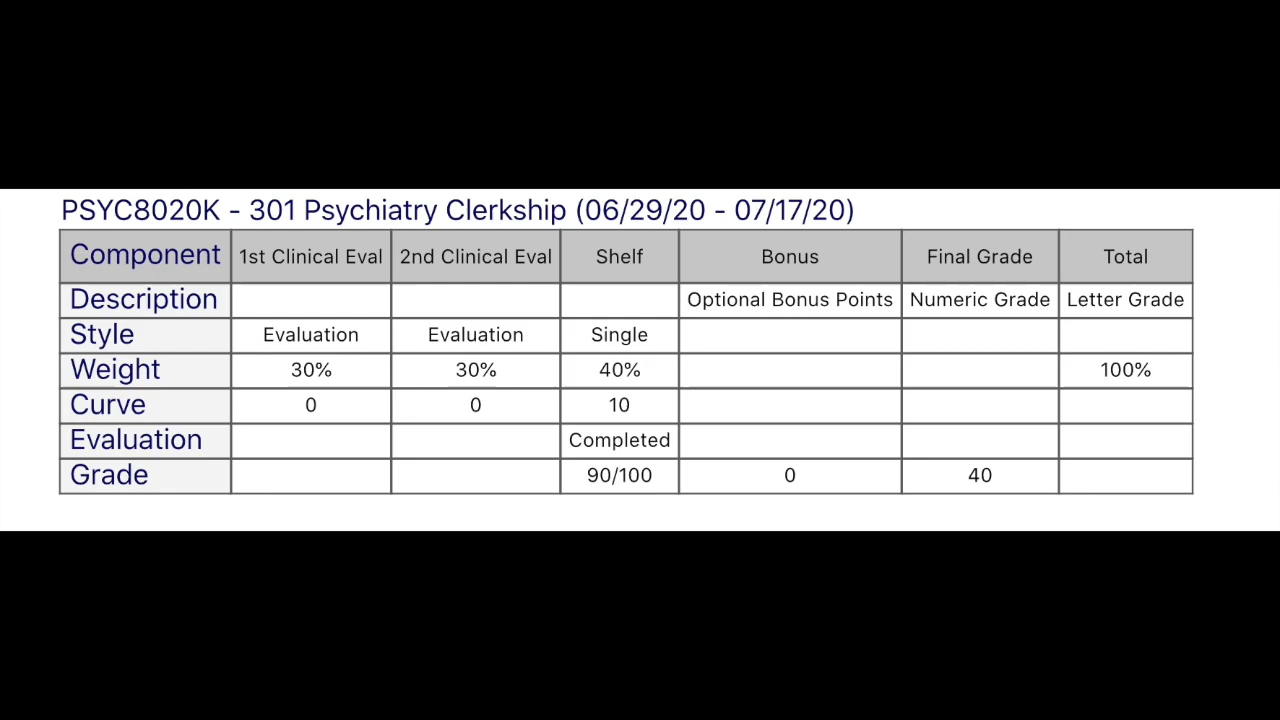 PSYC8020K - 301 Psychiatry Clerkship (06/29/20 - 07/17/20)
Component 1st Clinical Eval 2nd Clinical Eval Shelf Bonus Final Grade Total
Description Optional Bonus Points Numeric Grade Letter Grade
Style Evaluation Evaluation Single
Weight 30% 30% 40% 100%
Curve 0 0 10
Evaluation Completed
Grade 90/100 0 40